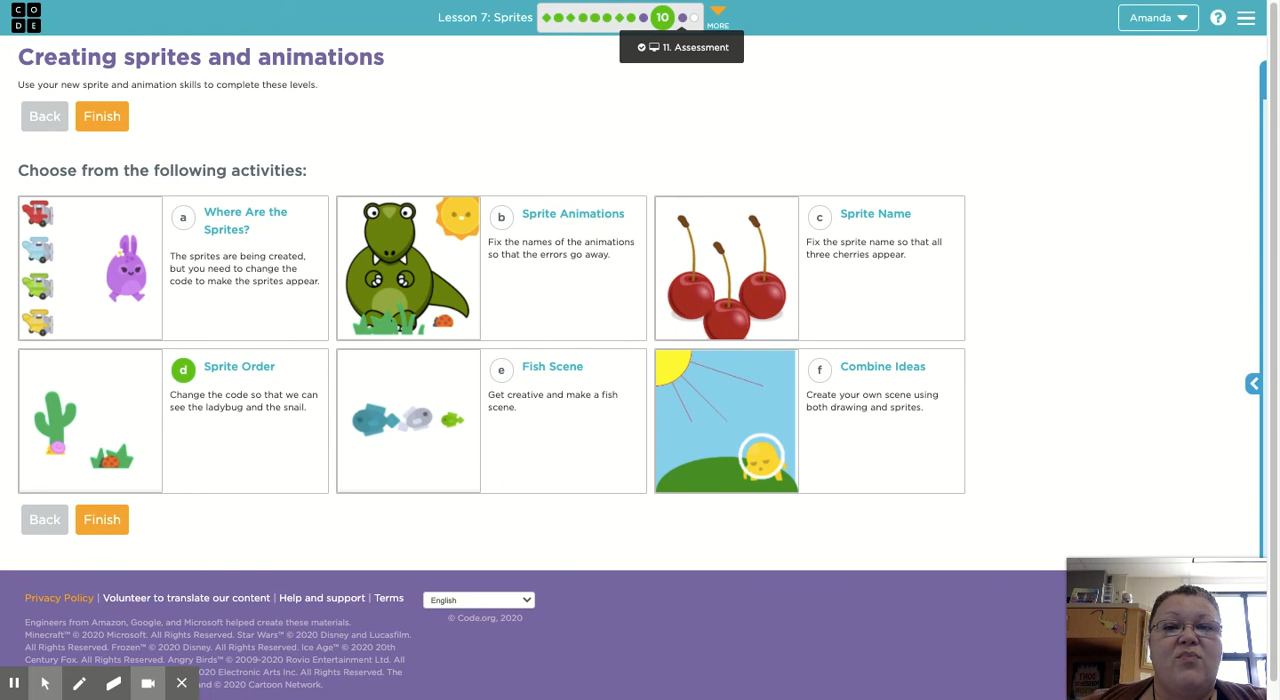 C O
D E
Lesson 7: Sprites
10
MORE
Amanda
?
11. Assessment
Creating sprites and animations
Use your new sprite and animation skills to complete these levels.
Back
Finish
Choose from the following activities:
a
Where Are the
Sprites?
The sprites are being created,
but you need to change the
code to make the sprites appear.
b
Sprite Animations
Fix the names of the animations
so that the errors go away.
c
Sprite Name
Fix the sprite name so that all
three cherries appear.
d
Sprite Order
Change the code so that we can
see the ladybug and the snail.
e
Fish Scene
Get creative and make a fish
scene.
f
Combine Ideas
Create your own scene using
both drawing and sprites.
Back
Finish
Privacy Policy | Volunteer to translate our content | Help and support | Terms
English
© Code.org, 2020
Engineers from Amazon, Google, and Microsoft helped create these materials.
Minecraft™ © 2020 Microsoft. All Rights Reserved. Star Wars™ © 2020 Disney and Lucasfilm.
All Rights Reserved. Frozen™ © 2020 Disney. All Rights Reserved. Ice Age™ © 2020 20th
Century Fox. All Rights Reserved. Angry Birds™ © 2009-2020 Rovio Entertainment Ltd. All
020 Electronic Arts Inc. All Rights Reserved. The
nd © 2020 Cartoon Network.